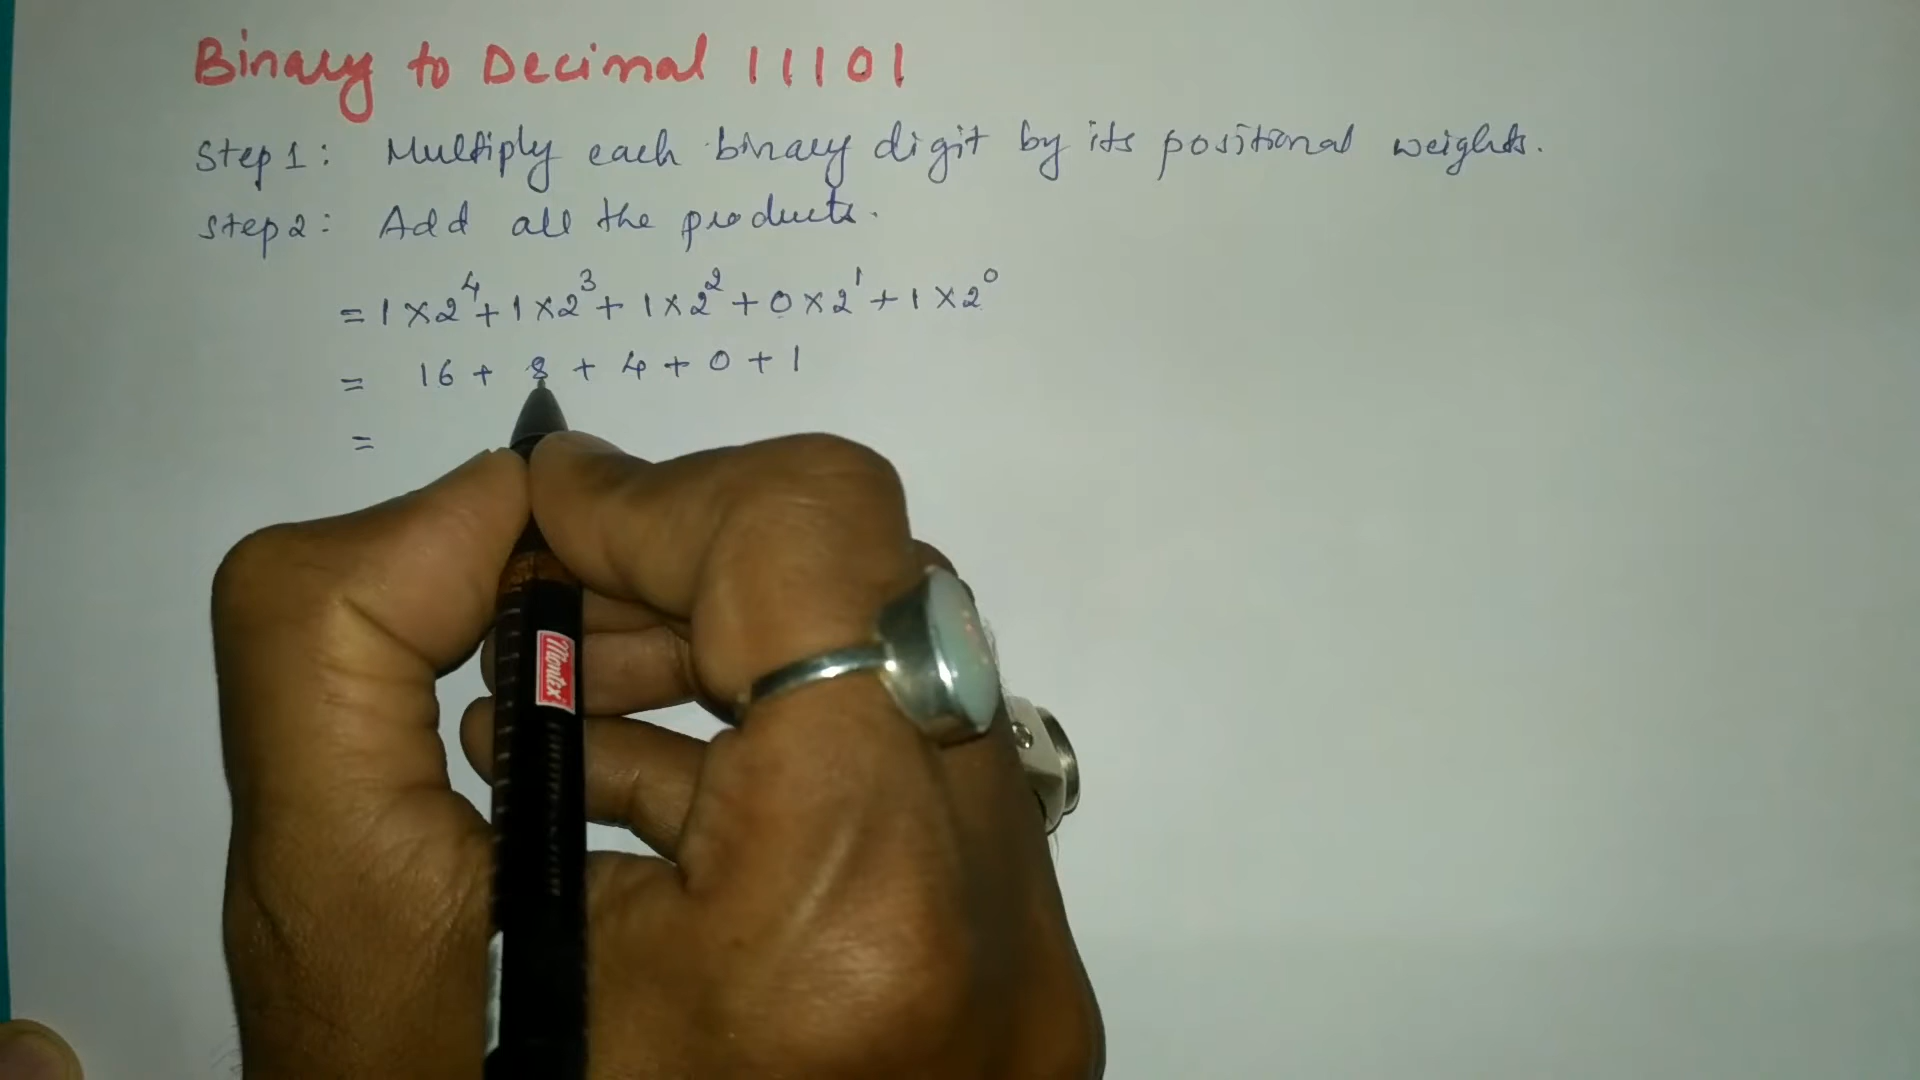 Binary to Decimal 11101
Step 1: Multiply each binary digit by its positional weights.
Step 2: Add all the products.
= 1 × 2⁴ + 1 × 2³ + 1 × 2² + 0 × 2¹ + 1 × 2⁰
= 16 + 8 + 4 + 0 + 1
=
Montex